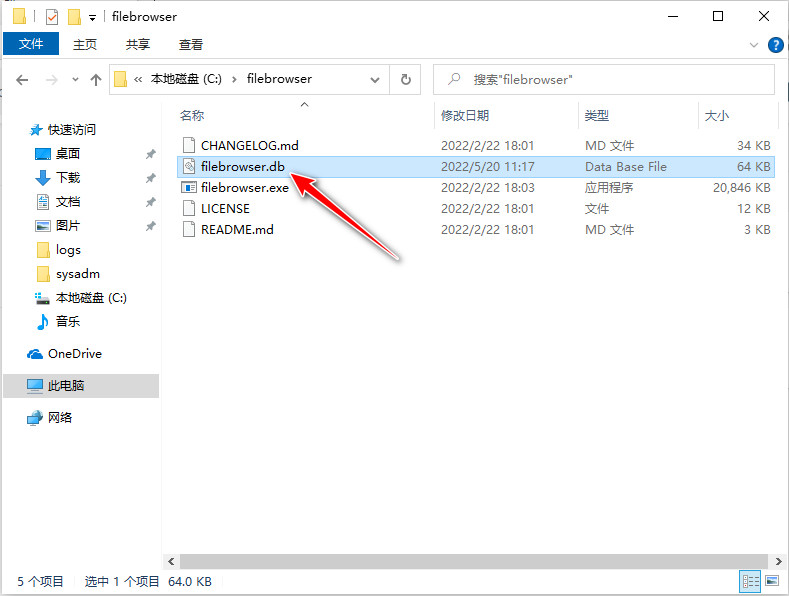 filebrowser
文件 主页 共享 查看
« 本地磁盘 (C:) › filebrowser 搜索"filebrowser"
名称 修改日期 类型 大小
CHANGELOG.md 2022/2/22 18:01 MD 文件 34 KB
filebrowser.db 2022/5/20 11:17 Data Base File 64 KB
filebrowser.exe 2022/2/22 18:03 应用程序 20,846 KB
LICENSE 2022/2/22 18:01 文件 12 KB
README.md 2022/2/22 18:01 MD 文件 3 KB
快速访问
桌面
下载
文档
图片
logs
sysadm
本地磁盘 (C:)
音乐
OneDrive
此电脑
网络
5 个项目 选中 1 个项目 64.0 KB